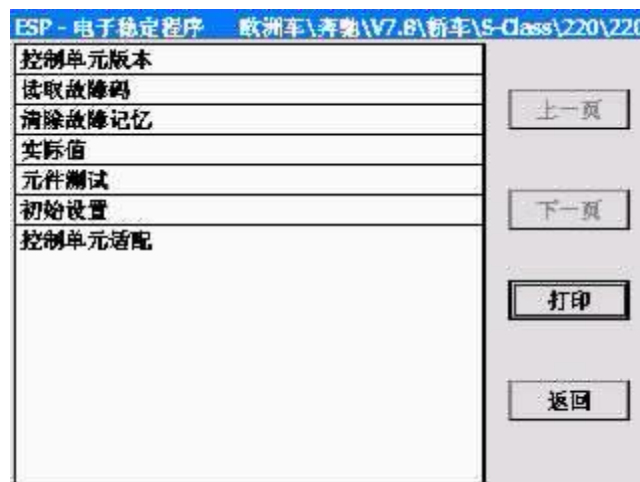 ESP - 电子稳定程序 欧洲车\奔驰\V7.8\轿车\S-Class\220\220
控制单元版本
读取故障码
清除故障记忆
实际值
元件测试
初始设置
控制单元适配
上一页
下一页
打印
返回